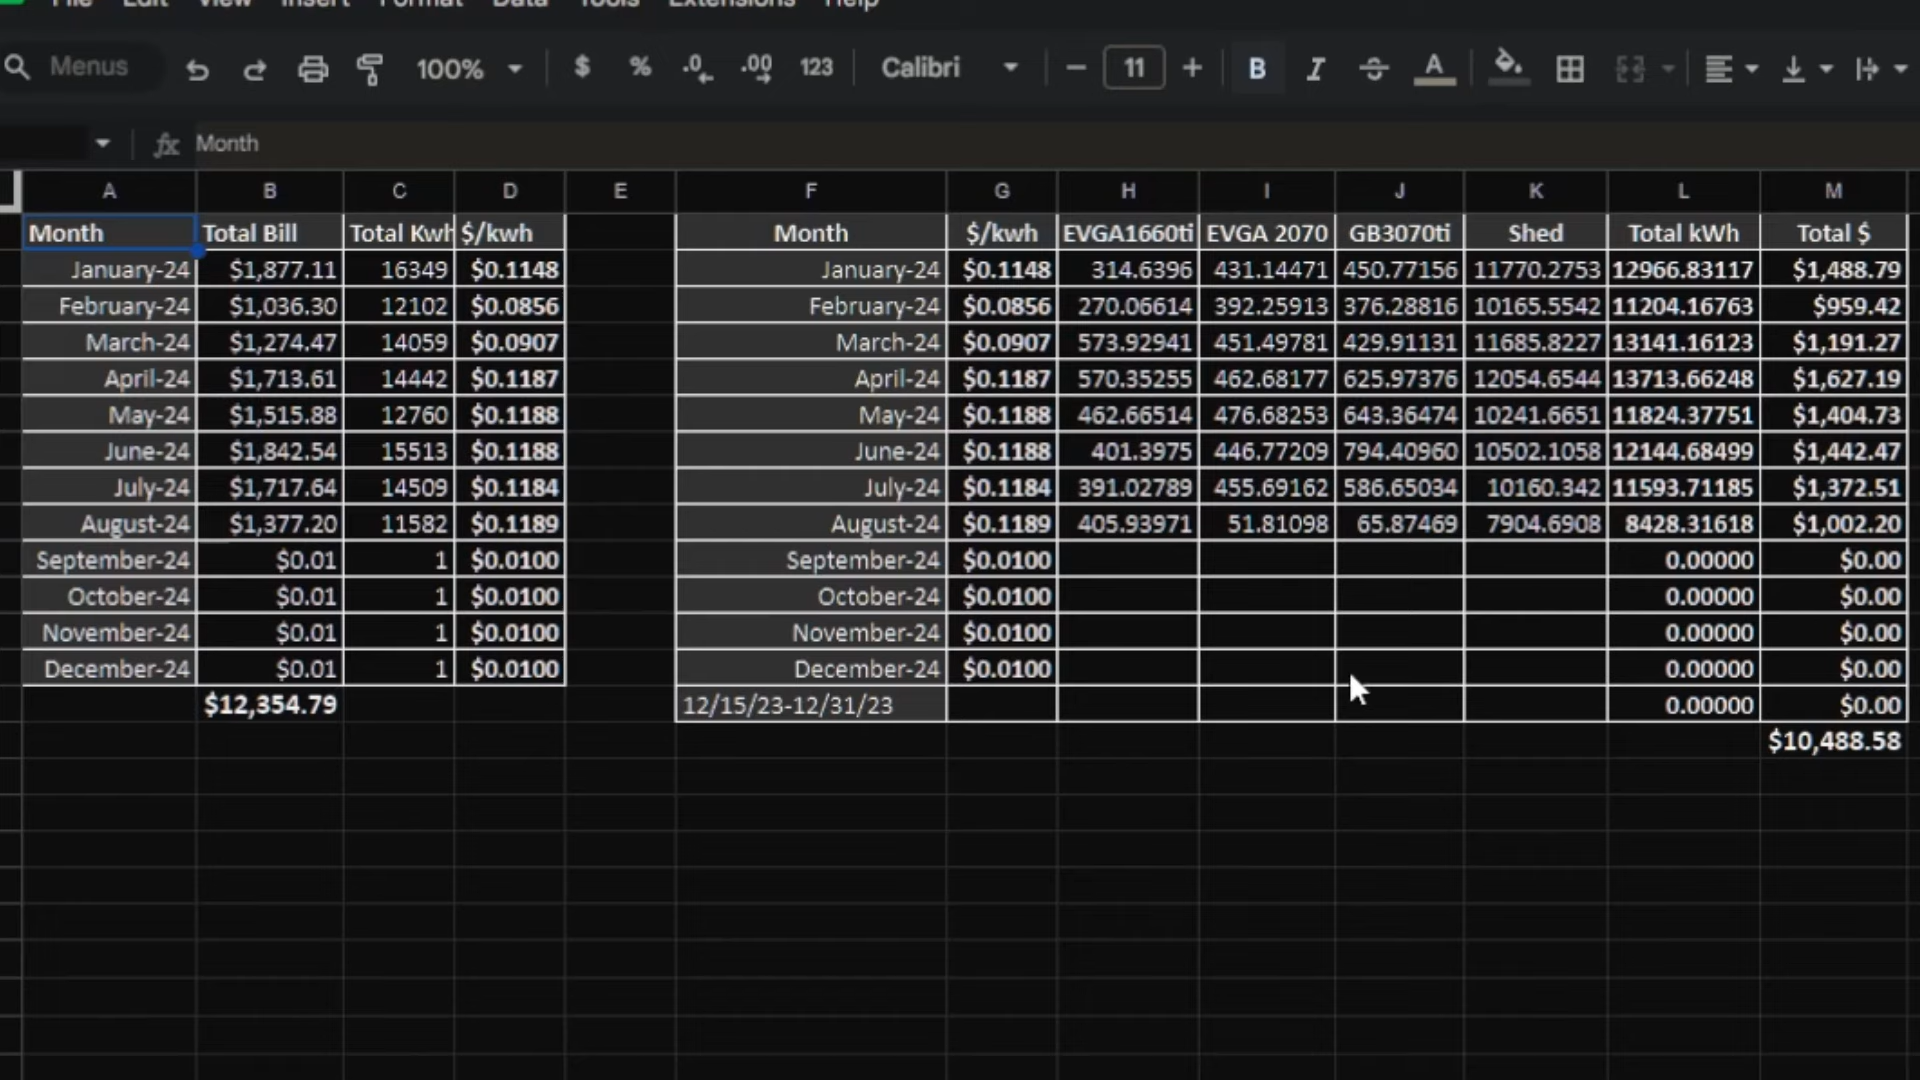 File Edit View Insert Format Data Tools Extensions Help
Menus 100% $ % .0 .00 123 Calibri 11 B I A
fx Month
A B C D E F G H I J K L M
Month Total Bill Total Kwh $/kwh Month $/kwh EVGA1660ti EVGA 2070 GB3070ti Shed Total kWh Total $
January-24 $1,877.11 16349 $0.1148 January-24 $0.1148 314.6396 431.14471 450.77156 11770.2753 12966.83117 $1,488.79
February-24 $1,036.30 12102 $0.0856 February-24 $0.0856 270.06614 392.25913 376.28816 10165.5542 11204.16763 $959.42
March-24 $1,274.47 14059 $0.0907 March-24 $0.0907 573.92941 451.49781 429.91131 11685.8227 13141.16123 $1,191.27
April-24 $1,713.61 14442 $0.1187 April-24 $0.1187 570.35255 462.68177 625.97376 12054.6544 13713.66248 $1,627.19
May-24 $1,515.88 12760 $0.1188 May-24 $0.1188 462.66514 476.68253 643.36474 10241.6651 11824.37751 $1,404.73
June-24 $1,842.54 15513 $0.1188 June-24 $0.1188 401.3975 446.77209 794.40960 10502.1058 12144.68499 $1,442.47
July-24 $1,717.64 14509 $0.1184 July-24 $0.1184 391.02789 455.69162 586.65034 10160.342 11593.71185 $1,372.51
August-24 $1,377.20 11582 $0.1189 August-24 $0.1189 405.93971 51.81098 65.87469 7904.6908 8428.31618 $1,002.20
September-24 $0.01 1 $0.0100 September-24 $0.0100 0.00000 $0.00
October-24 $0.01 1 $0.0100 October-24 $0.0100 0.00000 $0.00
November-24 $0.01 1 $0.0100 November-24 $0.0100 0.00000 $0.00
December-24 $0.01 1 $0.0100 December-24 $0.0100 0.00000 $0.00
$12,354.79 12/15/23-12/31/23 0.00000 $0.00
$10,488.58